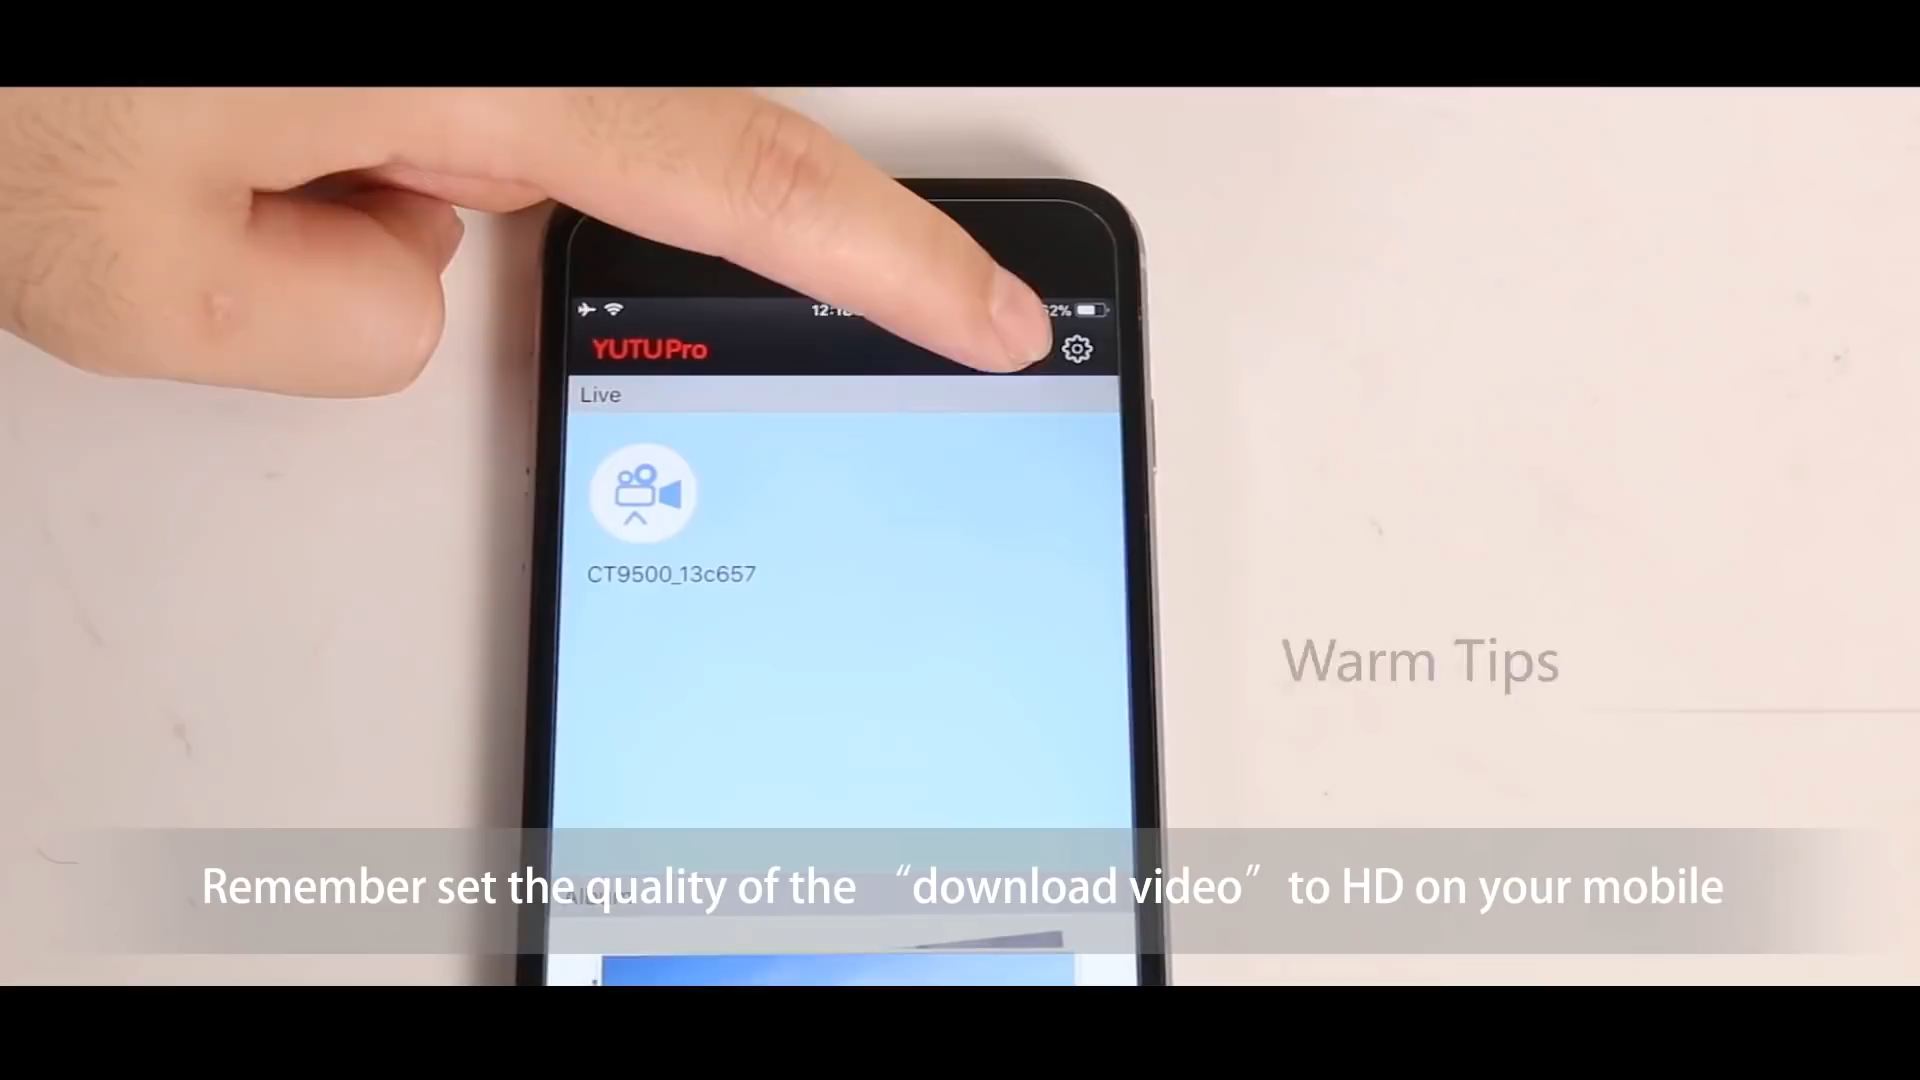 YUTUPro
Live
CT9500_13c657
Warm Tips
Remember set the quality of the “download video” to HD on your mobile